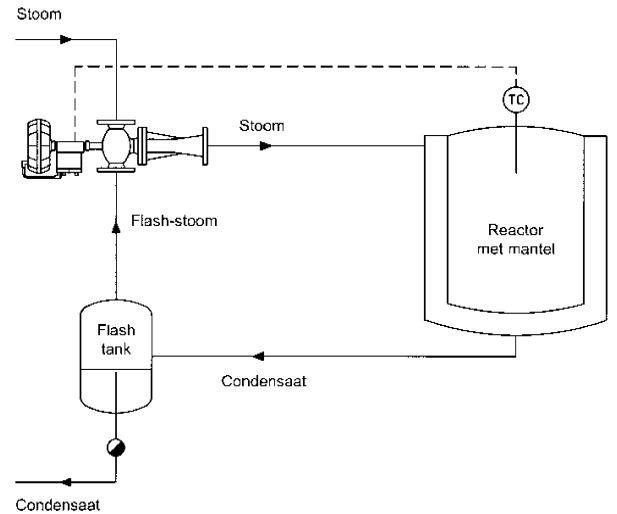 Stoom
TC
Stoom
Flash-stoom
Reactor
met mantel
Flash
tank
Condensaat
Condensaat